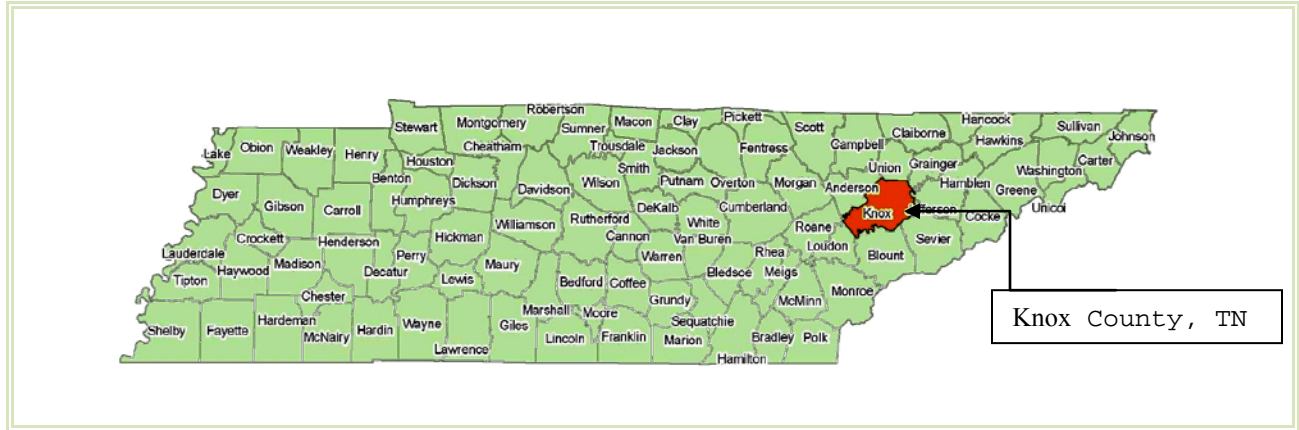 Robertson
Stewart Montgomery Sumner Macon Clay Pickett Scott Hancock Sullivan
Cheatham Trousdale Jackson Fentress Campbell Claiborne Hawkins Johnson
Lake Obion Weakley Henry Houston Smith Union Grainger Washington Carter
Benton Dickson Davidson Wilson Putnam Overton Morgan Anderson Hamblen Greene
Dyer Gibson Carroll Humphreys Williamson Rutherford DeKalb White Cumberland Roane Knox fferson Cocke Unicoi
Crockett Henderson Hickman Cannon Van Buren Rhea Loudon Sevier
Lauderdale Haywood Madison Decatur Perry Lewis Maury Warren Bledsoe Meigs Blount
Tipton Chester Bedford Coffee Grundy McMinn Monroe
Shelby Fayette Hardeman McNairy Hardin Wayne Lawrence Giles Marshall Moore Lincoln Franklin Sequatchie Marion Bradley Polk
Hamilton
Knox County, TN